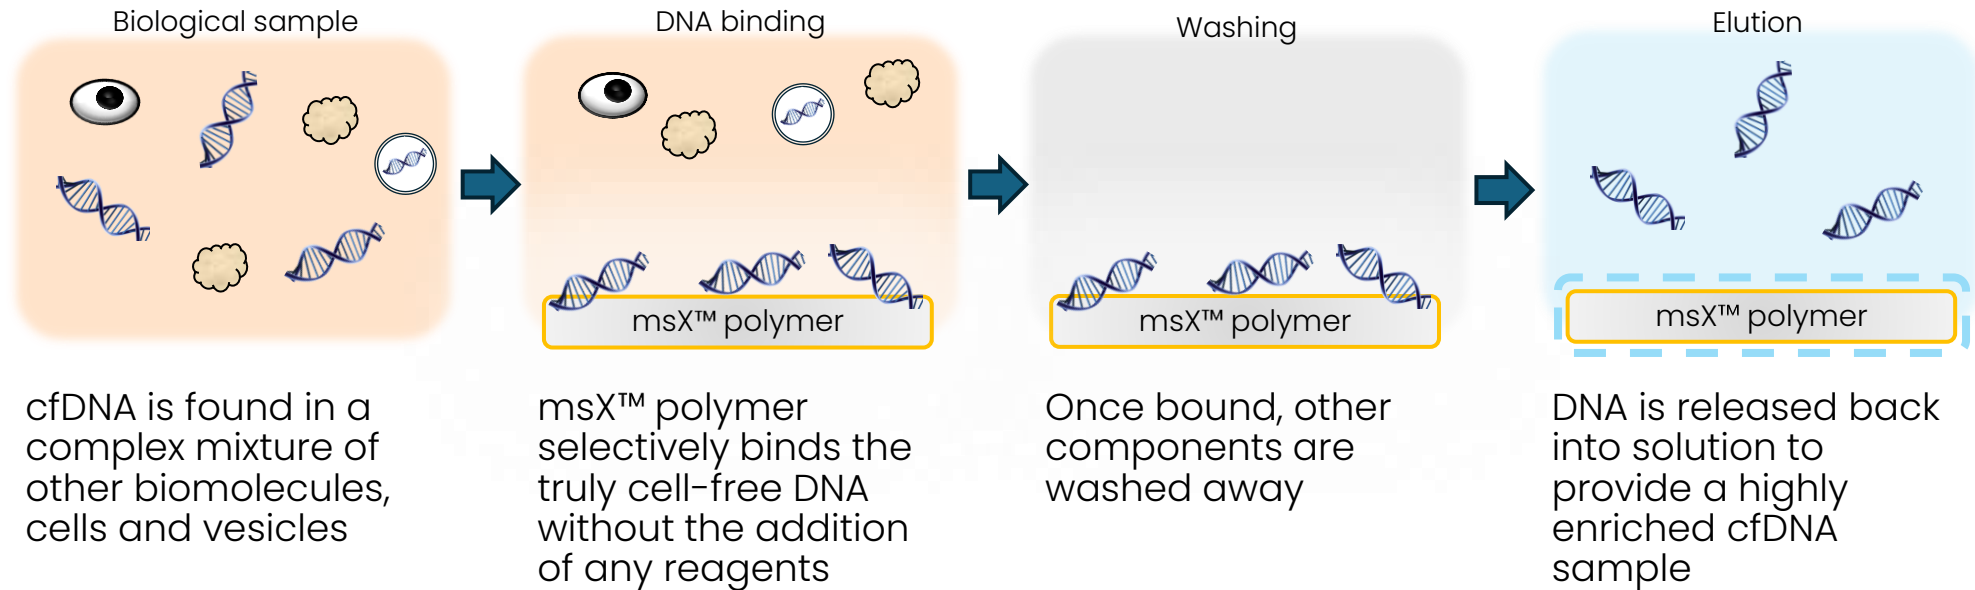 Biological sample
DNA binding
Washing
Elution
msX™ polymer
msX™ polymer
msX™ polymer
cfDNA is found in a
complex mixture of
other biomolecules,
cells and vesicles
msX™ polymer
selectively binds the
truly cell-free DNA
without the addition
of any reagents
Once bound, other
components are
washed away
DNA is released back
into solution to
provide a highly
enriched cfDNA
sample